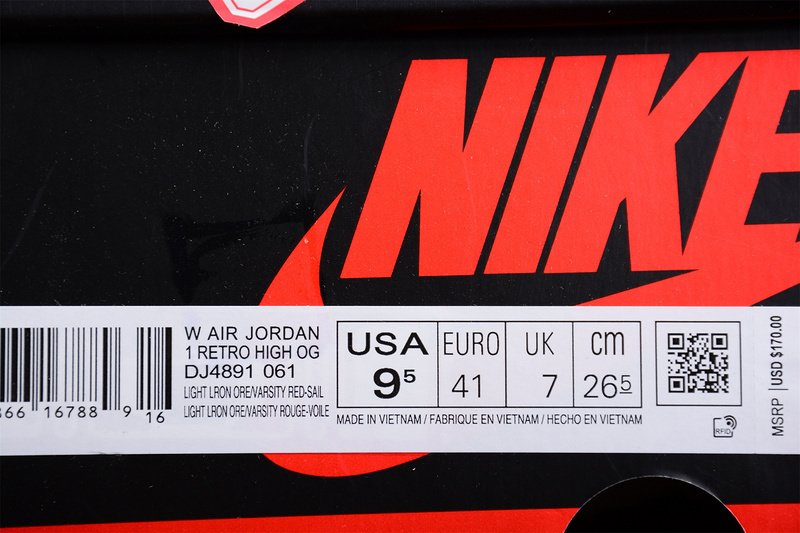 NIKE
W AIR JORDAN
1 RETRO HIGH OG
DJ4891 061
LIGHT LRON ORE/VARSITY RED-SAIL
LIGHT LRON ORE/VARSITY ROUGE-VOILE
66 16788 9 16
USA EURO UK cm
9⁵ 41 7 26⁵
MADE IN VIETNAM / FABRIQUE EN VIETNAM / HECHO EN VIETNAM
RFID
MSRP | USD $170.00